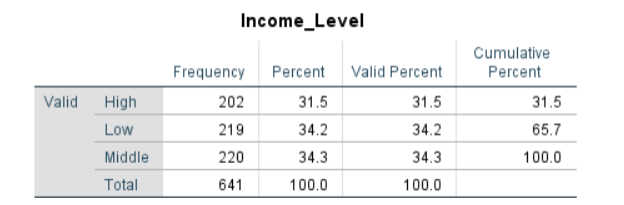 Income_Level
Frequency Percent Valid Percent Cumulative Percent
Valid High 202 31.5 31.5 31.5
Low 219 34.2 34.2 65.7
Middle 220 34.3 34.3 100.0
Total 641 100.0 100.0